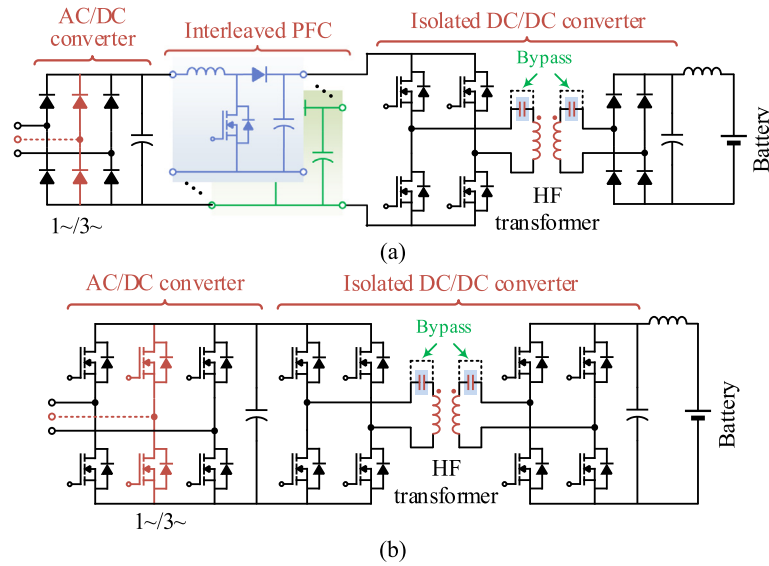 AC/DC
converter
Interleaved PFC
Isolated DC/DC converter
Bypass
HF
transformer
Battery
1~/3~
(a)
AC/DC converter
Isolated DC/DC converter
Bypass
HF
transformer
Battery
1~/3~
(b)